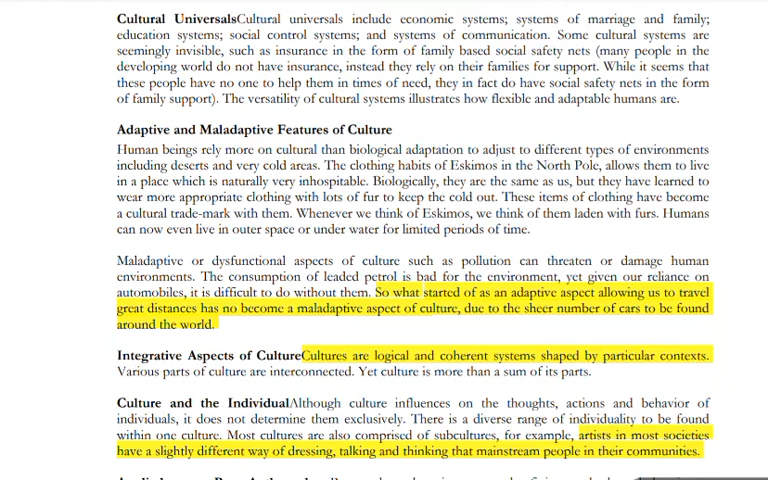 Cultural UniversalsCultural universals include economic systems; systems of marriage and family;
education systems; social control systems; and systems of communication. Some cultural systems are
seemingly invisible, such as insurance in the form of family based social safety nets (many people in the
developing world do not have insurance, instead they rely on their families for support. While it seems that
these people have no one to help them in times of need, they in fact do have social safety nets in the form
of family support). The versatility of cultural systems illustrates how flexible and adaptable humans are.
Adaptive and Maladaptive Features of Culture
Human beings rely more on cultural than biological adaptation to adjust to different types of environments
including deserts and very cold areas. The clothing habits of Eskimos in the North Pole, allows them to live
in a place which is naturally very inhospitable. Biologically, they are the same as us, but they have learned to
wear more appropriate clothing with lots of fur to keep the cold out. These items of clothing have become
a cultural trade-mark with them. Whenever we think of Eskimos, we think of them laden with furs. Humans
can now even live in outer space or under water for limited periods of time.
Maladaptive or dysfunctional aspects of culture such as pollution can threaten or damage human
environments. The consumption of leaded petrol is bad for the environment, yet given our reliance on
automobiles, it is difficult to do without them. So what started of as an adaptive aspect allowing us to travel
great distances has no become a maladaptive aspect of culture, due to the sheer number of cars to be found
around the world.
Integrative Aspects of CultureCultures are logical and coherent systems shaped by particular contexts.
Various parts of culture are interconnected. Yet culture is more than a sum of its parts.
Culture and the IndividualAlthough culture influences on the thoughts, actions and behavior of
individuals, it does not determine them exclusively. There is a diverse range of individuality to be found
within one culture. Most cultures are also comprised of subcultures, for example, artists in most societies
have a slightly different way of dressing, talking and thinking that mainstream people in their communities.